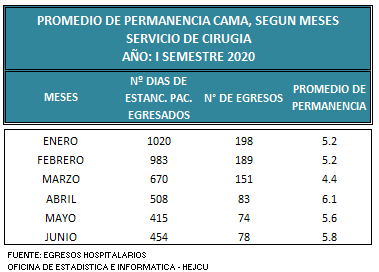 PROMEDIO DE PERMANENCIA CAMA, SEGUN MESES
SERVICIO DE CIRUGIA
AÑO: I SEMESTRE 2020
MESES
Nº DIAS DE
ESTANC. PAC.
EGRESADOS
N° DE EGRESOS
PROMEDIO DE
PERMANENCIA
ENERO 1020 198 5.2
FEBRERO 983 189 5.2
MARZO 670 151 4.4
ABRIL 508 83 6.1
MAYO 415 74 5.6
JUNIO 454 78 5.8
FUENTE: EGRESOS HOSPITALARIOS
OFICINA DE ESTADISTICA E INFORMATICA - HEJCU